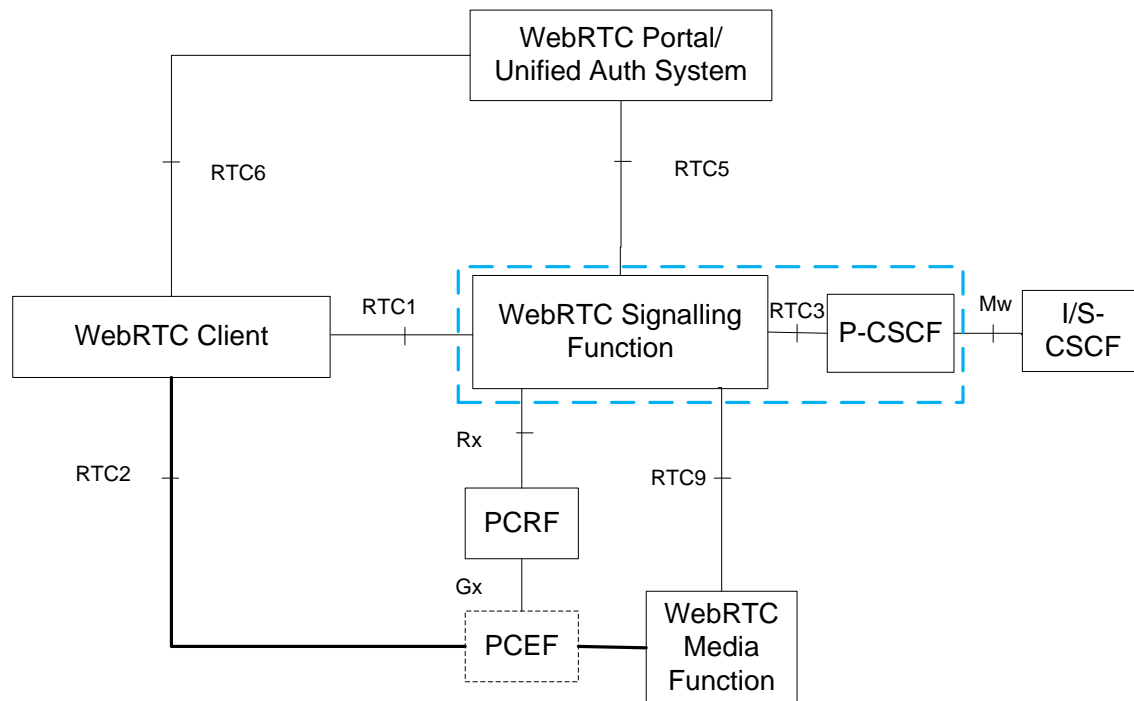 WebRTC Portal/
Unified Auth System
RTC6
RTC5
WebRTC Client
RTC1
WebRTC Signalling
Function
RTC3
P-CSCF
Mw
I/S-
CSCF
Rx
RTC2
RTC9
PCRF
Gx
PCEF
WebRTC
Media
Function